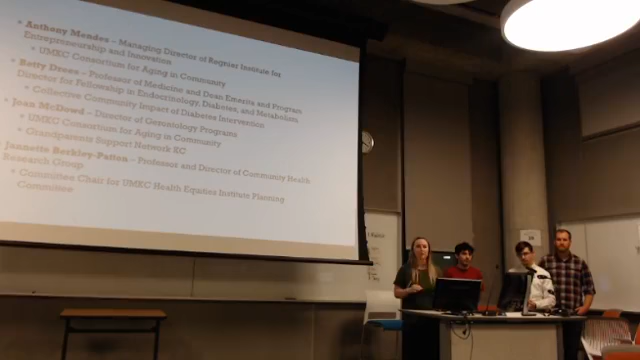 Anthony Mendes – Managing Director of Regnier Institute for
Entrepreneurship and Innovation
UMKC Consortium for Aging in Community
Betty Drees – Professor of Medicine and Dean Emerita and Program
Director for Fellowship in Endocrinology, Diabetes, and Metabolism
Collective Community Impact of Diabetes Intervention
Joan McDowd – Director of Gerontology Programs
UMKC Consortium for Aging in Community
Grandparents Support Network KC
Jannette Berkley-Patton – Professor and Director of Community Health
Research Group
Committee Chair for UMKC Health Equities Institute Planning
Committee